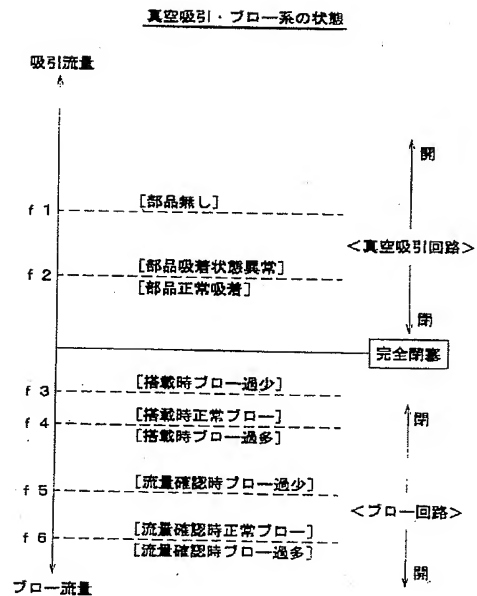 真空吸引・ブロー系の状態
吸引流量
開
[部品無し]
f 1
<真空吸引回路>
[部品吸着状態異常]
f 2
[部品正常吸着]
閉
完全閉塞
[搭載時ブロー過少]
f 3
[搭載時正常ブロー]
f 4
閉
[搭載時ブロー過多]
[流量確認時ブロー過少]
f 5
<ブロー回路>
[流量確認時正常ブロー]
f 6
[流量確認時ブロー過多]
開
ブロー流量